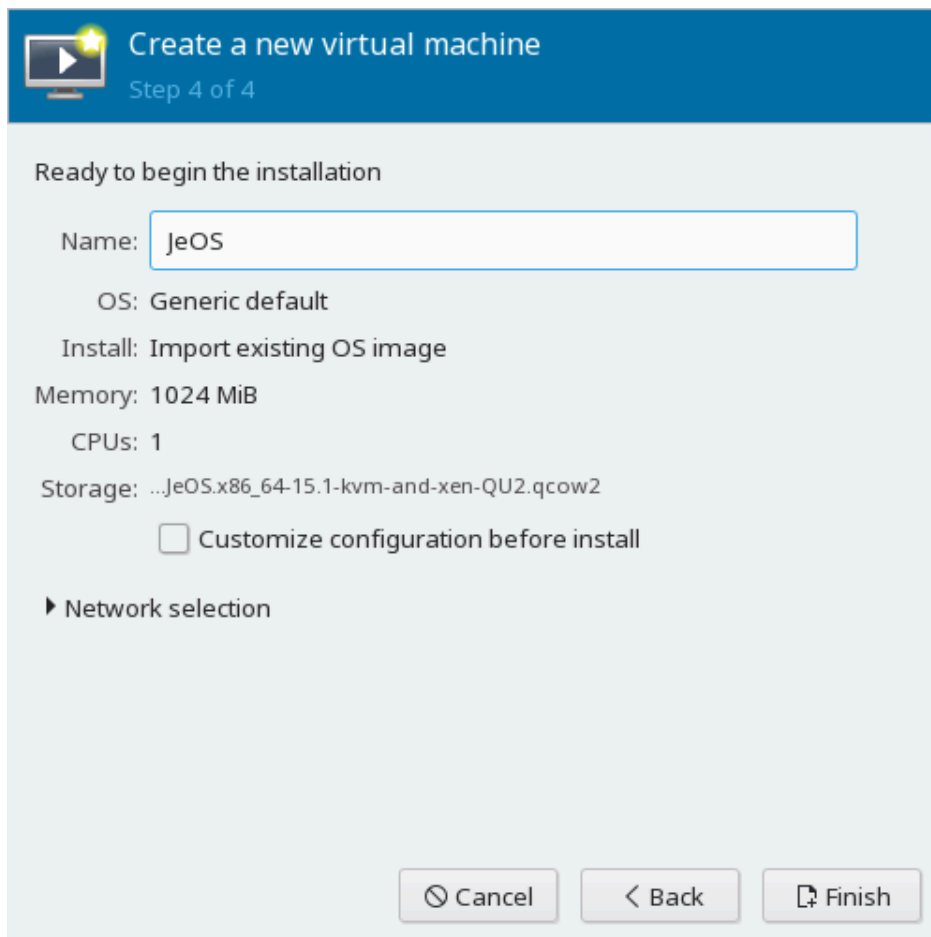 Create a new virtual machine
Step 4 of 4
Ready to begin the installation
Name: JeOS
OS: Generic default
Install: Import existing OS image
Memory: 1024 MiB
CPUs: 1
Storage: ...JeOS.x86_64-15.1-kvm-and-xen-QU2.qcow2
Customize configuration before install
Network selection
Cancel Back Finish